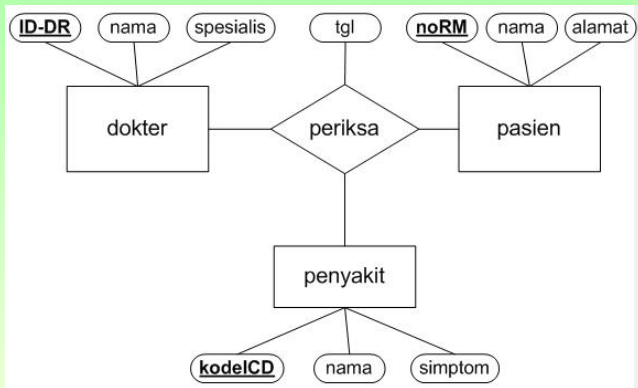 ID-DR nama spesialis tgl noRM nama alamat
dokter periksa pasien
penyakit
kodeICD nama simptom